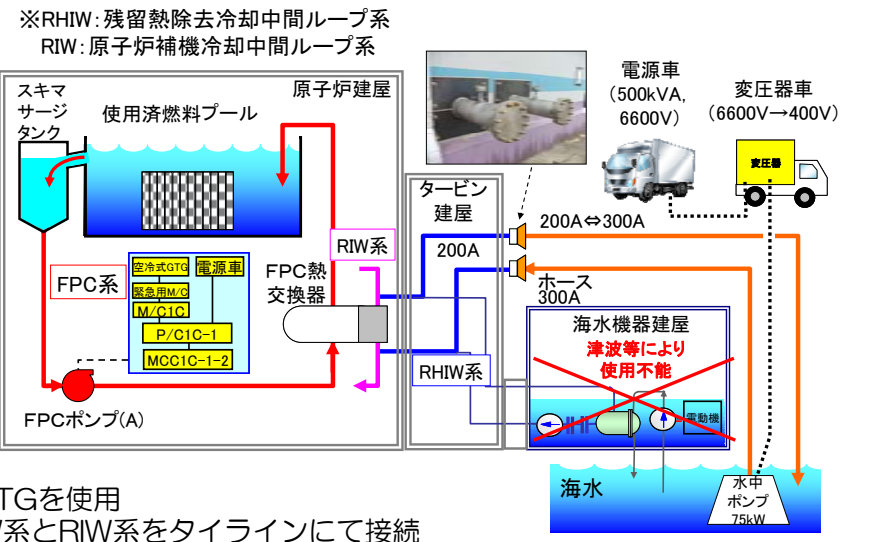 ※RHIW:残留熱除去冷却中間ループ系
RIW:原子炉補機冷却中間ループ系
スキマ
サージ
タンク
使用済燃料プール
原子炉建屋
電源車
(500kVA,
6600V)
変圧器車
(6600V→400V)
変圧器
タービン
建屋
200A⇔300A
200A
RIW系
FPC系
空冷式GTG
電源車
緊急用M/C
M/C1C
P/C1C-1
MCC1C-1-2
FPC熱
交換器
ホース
300A
海水機器建屋
津波等により
使用不能
RHIW系
電動機
FPCポンプ(A)
海水
水中
ポンプ
75kW
TGを使用
W系とRIW系をタイラインにて接続